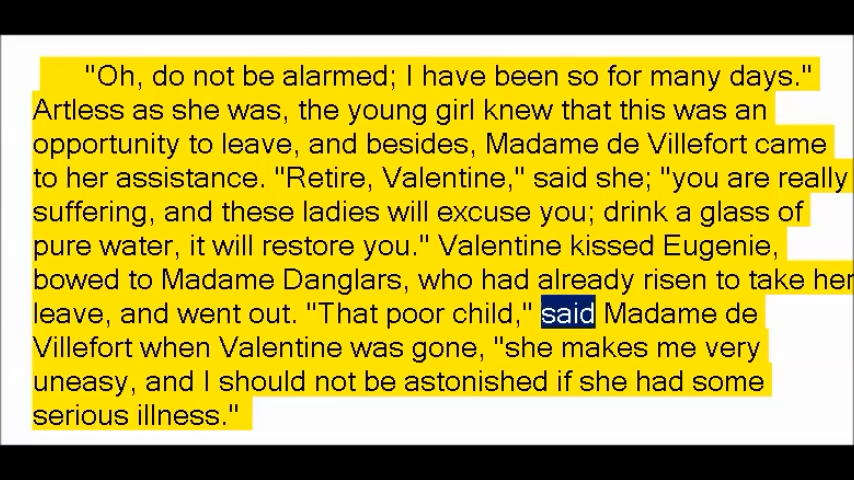 "Oh, do not be alarmed; I have been so for many days."
Artless as she was, the young girl knew that this was an
opportunity to leave, and besides, Madame de Villefort came
to her assistance. "Retire, Valentine," said she; "you are really
suffering, and these ladies will excuse you; drink a glass of
pure water, it will restore you." Valentine kissed Eugenie,
bowed to Madame Danglars, who had already risen to take her
leave, and went out. "That poor child," said Madame de
Villefort when Valentine was gone, "she makes me very
uneasy, and I should not be astonished if she had some
serious illness."